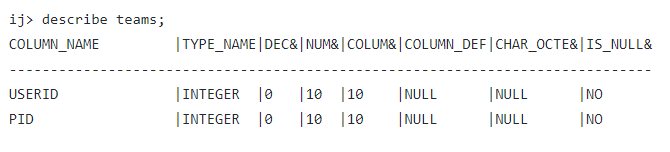 ij> describe teams;
COLUMN_NAME         |TYPE_NAME|DEC&|NUM&|COLUM&|COLUMN_DEF|CHAR_OCTE&|IS_NULL&
------------------------------------------------------------------------------
USERID              |INTEGER  |0   |10  |10    |NULL      |NULL      |NO
PID                 |INTEGER  |0   |10  |10    |NULL      |NULL      |NO